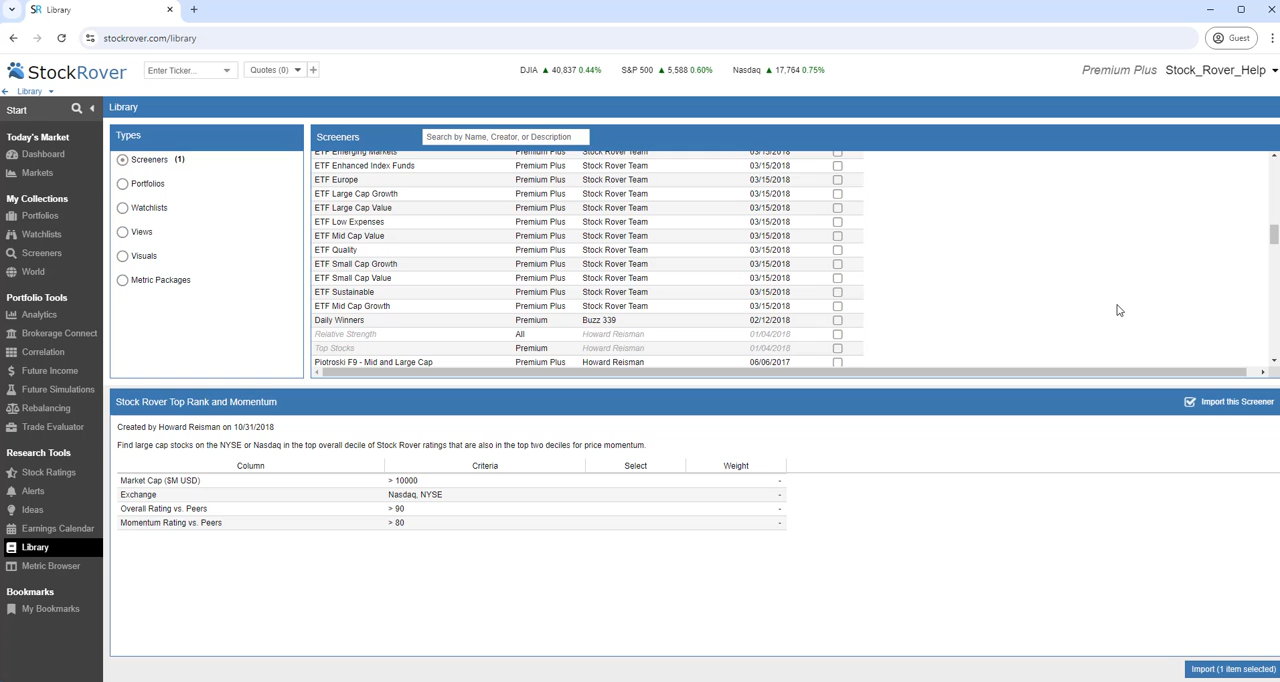 SR Library
stockrover.com/library
Guest
StockRover
Enter Ticker...
Quotes (0)
DJIA ▲ 40,837 0.44%
S&P 500 ▲ 5,588 0.60%
Nasdaq ▲ 17,764 0.75%
Premium Plus Stock_Rover_Help
Library
Start
Today's Market
Dashboard
Markets
My Collections
Portfolios
Watchlists
Screeners
World
Portfolio Tools
Analytics
Brokerage Connect
Correlation
Future Income
Future Simulations
Rebalancing
Trade Evaluator
Research Tools
Stock Ratings
Alerts
Ideas
Earnings Calendar
Library
Metric Browser
Bookmarks
My Bookmarks
Library
Types
Screeners (1)
Portfolios
Watchlists
Views
Visuals
Metric Packages
Screeners
Search by Name, Creator, or Description
ETF Emerging Markets Premium Plus Stock Rover Team 03/15/2018
ETF Enhanced Index Funds Premium Plus Stock Rover Team 03/15/2018
ETF Europe Premium Plus Stock Rover Team 03/15/2018
ETF Large Cap Growth Premium Plus Stock Rover Team 03/15/2018
ETF Large Cap Value Premium Plus Stock Rover Team 03/15/2018
ETF Low Expenses Premium Plus Stock Rover Team 03/15/2018
ETF Mid Cap Value Premium Plus Stock Rover Team 03/15/2018
ETF Quality Premium Plus Stock Rover Team 03/15/2018
ETF Small Cap Growth Premium Plus Stock Rover Team 03/15/2018
ETF Small Cap Value Premium Plus Stock Rover Team 03/15/2018
ETF Sustainable Premium Plus Stock Rover Team 03/15/2018
ETF Mid Cap Growth Premium Plus Stock Rover Team 03/15/2018
Daily Winners Premium Buzz 339 02/12/2018
Relative Strength All Howard Reisman 01/04/2018
Top Stocks Premium Howard Reisman 01/04/2018
Piotroski F9 - Mid and Large Cap Premium Plus Howard Reisman 06/06/2017
Stock Rover Top Rank and Momentum
Import this Screener
Created by Howard Reisman on 10/31/2018
Find large cap stocks on the NYSE or Nasdaq in the top overall decile of Stock Rover ratings that are also in the top two deciles for price momentum.
Column Criteria Select Weight
Market Cap ($M USD) > 10000 -
Exchange Nasdaq, NYSE -
Overall Rating vs. Peers > 90 -
Momentum Rating vs. Peers > 80 -
Import (1 item selected)